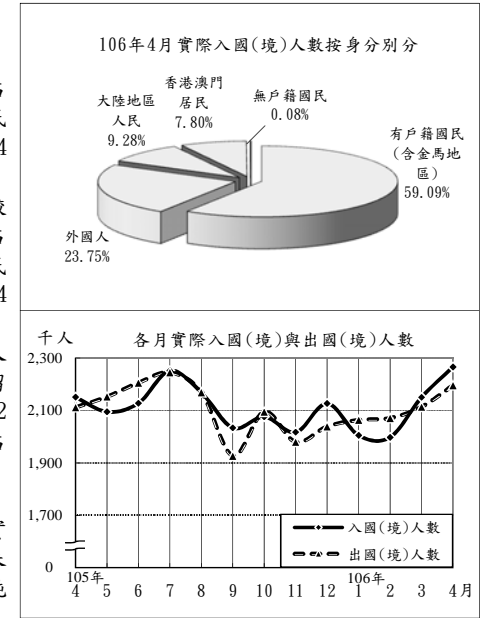 106年4月實際入國(境)人數按身分別分
香港澳門
居民
7.80%
無戶籍國民
0.08%
大陸地區
人民
9.28%
有戶籍國民
(含金馬地
區)
59.09%
外國人
23.75%
千人
各月實際入國(境)與出國(境)人數
2,300
2,100
1,900
1,700
0
入國(境)人數
出國(境)人數
105年 106年
4 5 6 7 8 9 10 11 12 1 2 3 4月
民
4
民
4
2